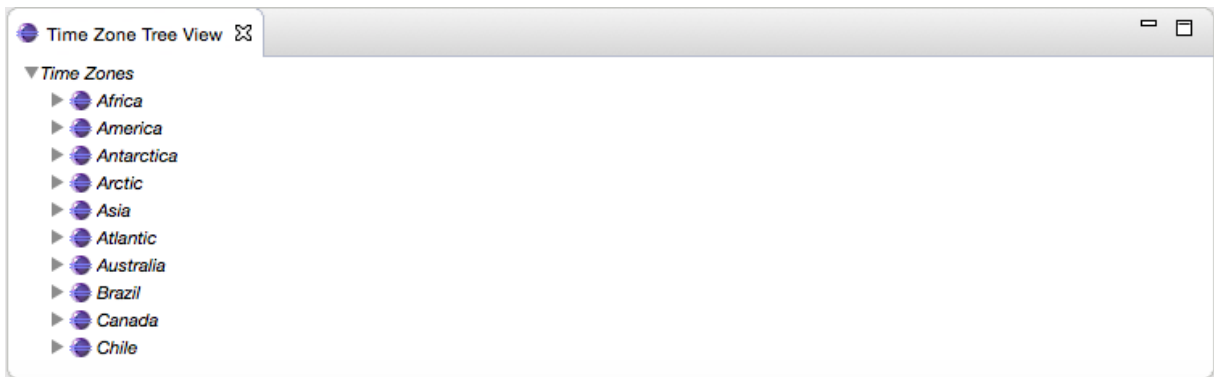 Time Zone Tree View
Time Zones
Africa
America
Antarctica
Arctic
Asia
Atlantic
Australia
Brazil
Canada
Chile